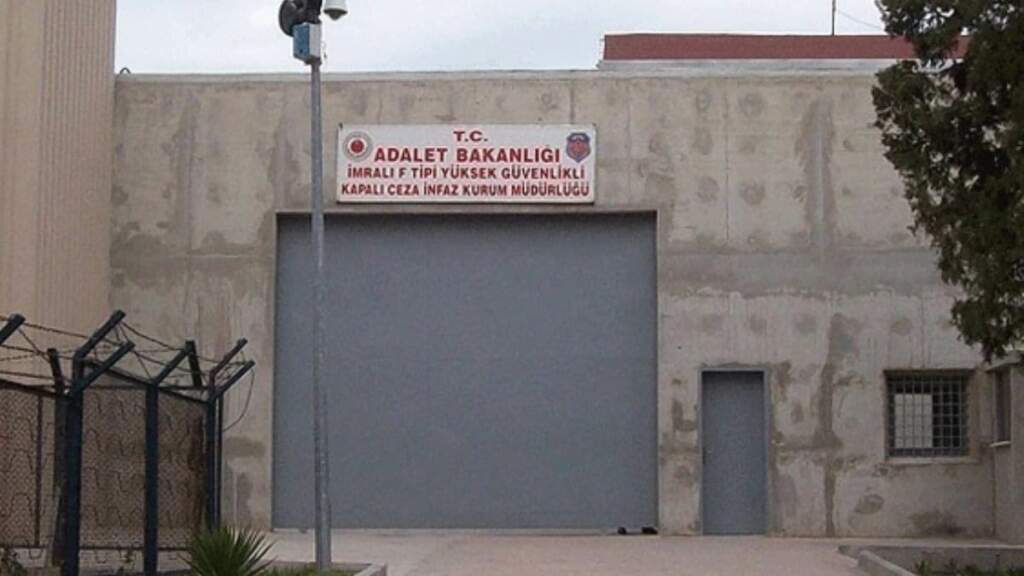 T.C.
ADALET BAKANLIĞI
İMRALI F TİPİ YÜKSEK GÜVENLİKLİ
KAPALI CEZA İNFAZ KURUM MÜDÜRLÜĞÜ